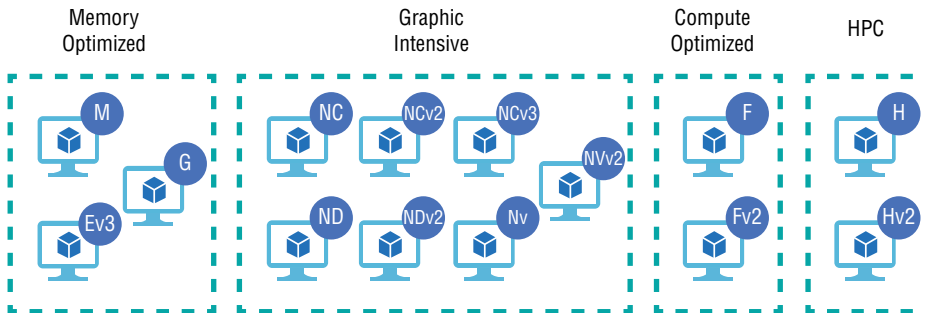 Memory
Optimized
Graphic
Intensive
Compute
Optimized
HPC
M
G
Ev3
NC
NCv2
NCv3
NVv2
ND
NDv2
Nv
F
Fv2
H
Hv2